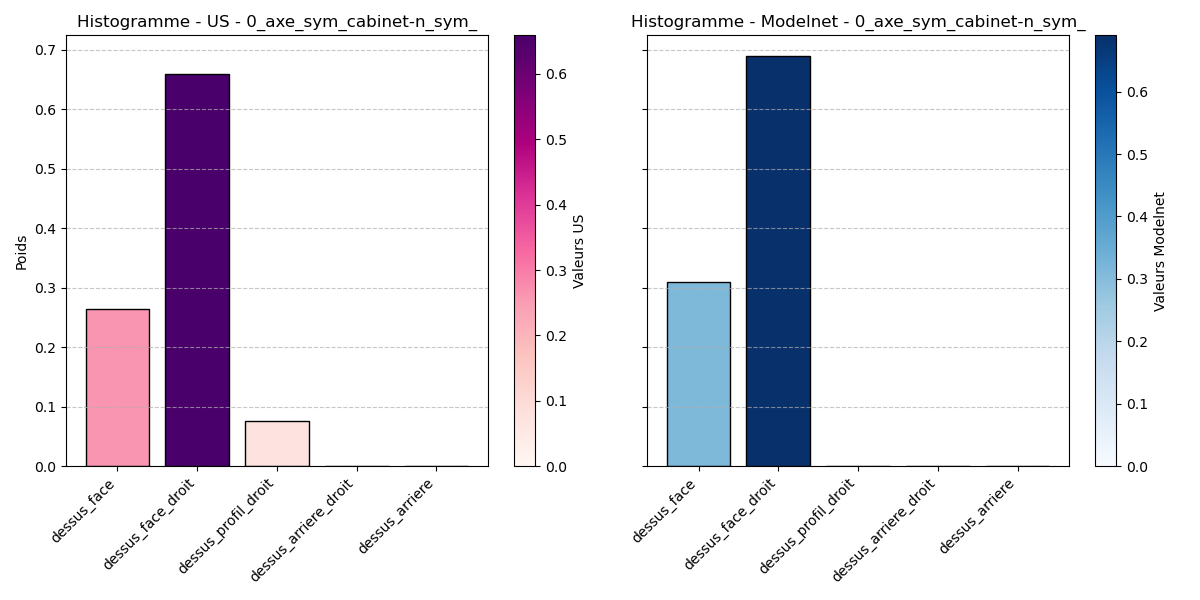 Histogramme - US - 0_axe_sym_cabinet-n_sym_
Poids
0.7
0.6
0.5
0.4
0.3
0.2
0.1
0.0
dessus_face
dessus_face_droit
dessus_profil_droit
dessus_arriere_droit
dessus_arriere
0.6
0.5
0.4
0.3
0.2
0.1
0.0
Valeurs US
Histogramme - Modelnet - 0_axe_sym_cabinet-n_sym_
dessus_face
dessus_face_droit
dessus_profil_droit
dessus_arriere_droit
dessus_arriere
0.6
0.5
0.4
0.3
0.2
0.1
0.0
Valeurs Modelnet